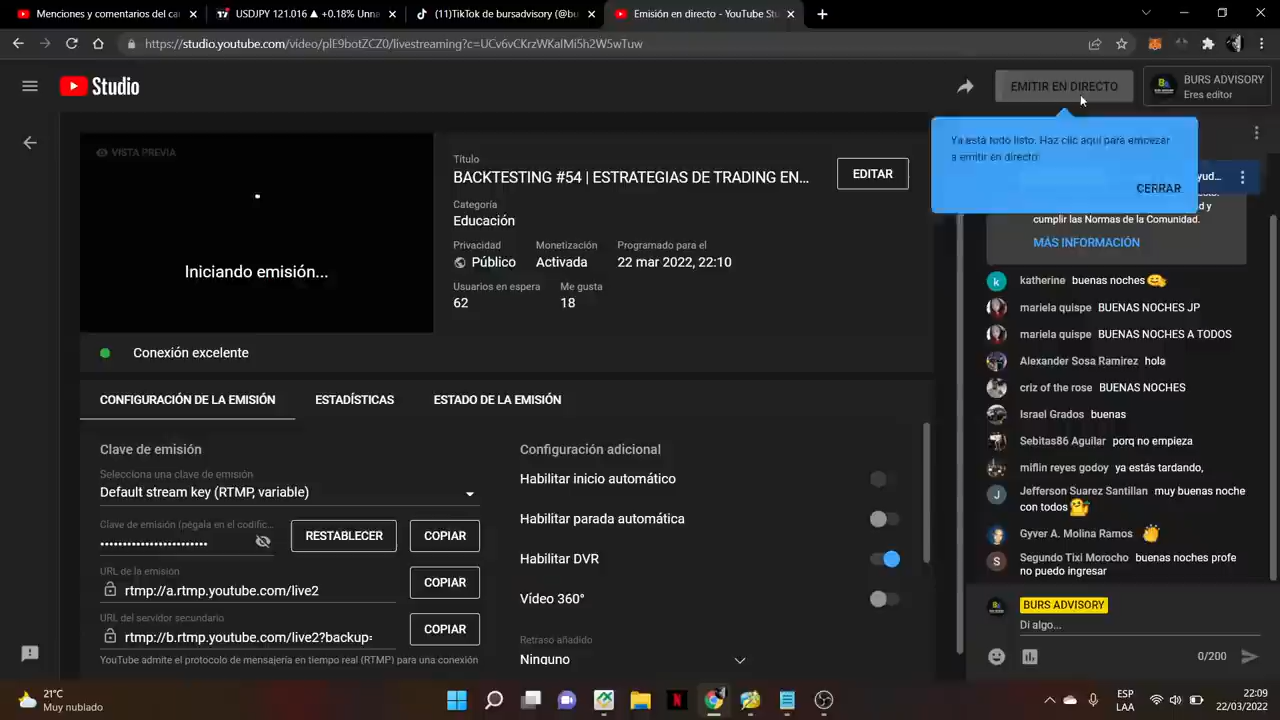 Menciones y comentarios del ca
USDJPY 121.016 ▲ +0.18% Unna
(11)TikTok de bursadvisory (@bu
Emisión en directo - YouTube Stu
https://studio.youtube.com/video/plE9botZCZ0/livestreaming?c=UCv6vCKrzWKalMi5h2W5wTuw
Studio
EMITIR EN DIRECTO
BURS ADVISORY
Eres editor
Ya está todo listo. Haz clic aquí para empezar
a emitir en directo.
CERRAR
VISTA PREVIA
Iniciando emisión...
Título
BACKTESTING #54 | ESTRATEGIAS DE TRADING EN...
EDITAR
Categoría
Educación
Privacidad
Público
Monetización
Activada
Programado para el
22 mar 2022, 22:10
Usuarios en espera
62
Me gusta
18
Conexión excelente
CONFIGURACIÓN DE LA EMISIÓN
ESTADÍSTICAS
ESTADO DE LA EMISIÓN
Clave de emisión
Selecciona una clave de emisión
Default stream key (RTMP, variable)
Clave de emisión (pégala en el codific...
••••••••••••••••••••••••
RESTABLECER
COPIAR
URL de la emisión
rtmp://a.rtmp.youtube.com/live2
COPIAR
URL del servidor secundario
rtmp://b.rtmp.youtube.com/live2?backup=
COPIAR
YouTube admite el protocolo de mensajería en tiempo real (RTMP) para una conexión
Configuración adicional
Habilitar inicio automático
Habilitar parada automática
Habilitar DVR
Vídeo 360°
Retraso añadido
Ninguno
yud...
d y
cumplir las Normas de la Comunidad.
MÁS INFORMACIÓN
k katherine buenas noches
mariela quispe BUENAS NOCHES JP
mariela quispe BUENAS NOCHES A TODOS
Alexander Sosa Ramirez hola
criz of the rose BUENAS NOCHES
Israel Grados buenas
Sebitas86 Aguilar porq no empieza
miflin reyes godoy ya estás tardando,
J Jefferson Suarez Santillan muy buenas noche
con todos
Gyver A. Molina Ramos
S Segundo Tixi Morocho buenas noches profe
no puedo ingresar
BURS ADVISORY
Di algo...
0/200
21°C
Muy nublado
ESP
LAA
22:09
22/03/2022